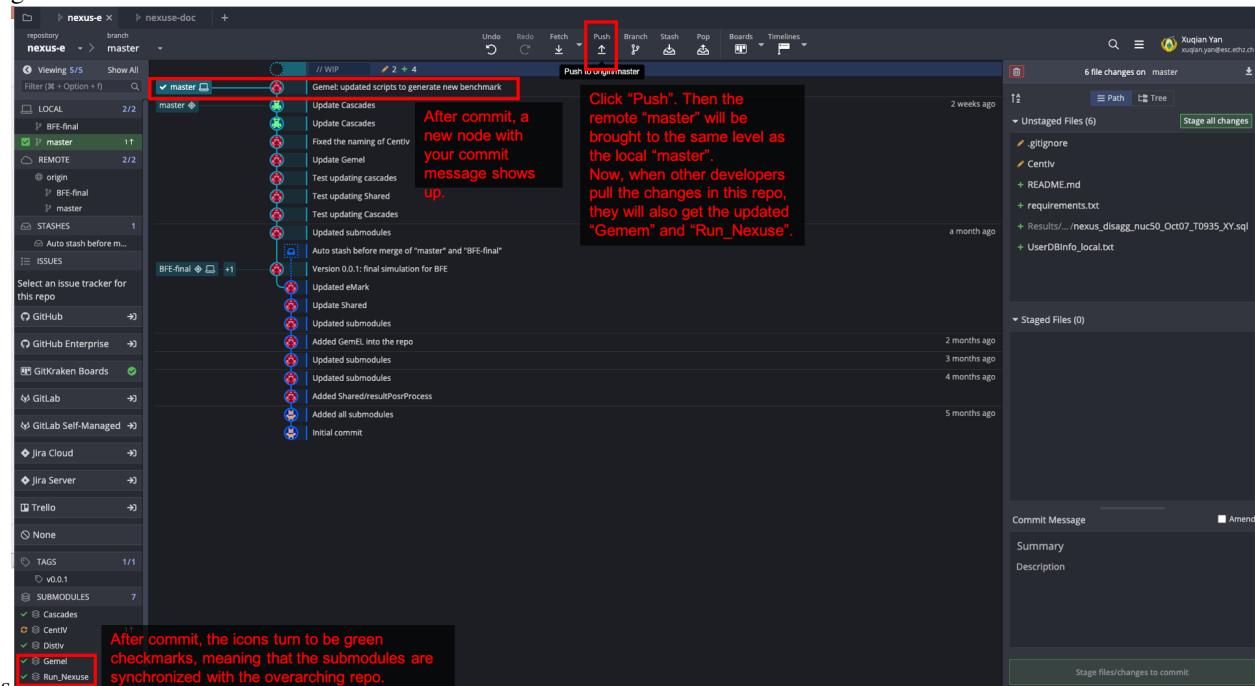 nexus-e ×
nexuse-doc
+
repository
nexus-e
branch
master
Undo
Redo
Fetch
Push
Branch
Stash
Pop
Boards
Timelines
Xuqian Yan
xuqian.yan@esc.ethz.ch
Push to origin/master
Viewing 5/5
Show All
Filter (⌘ + Option + f)
LOCAL 2/2
BFE-final
master 1↑
REMOTE 2/2
origin
BFE-final
master
STASHES 1
Auto stash before m...
ISSUES
Select an issue tracker for
this repo
GitHub
GitHub Enterprise
GitKraken Boards
GitLab
GitLab Self-Managed
Jira Cloud
Jira Server
Trello
None
TAGS 1/1
v0.0.1
SUBMODULES 7
Cascades
CentIV 1↑
DistIv
Gemel
Run_Nexuse
// WIP 2 + 4
master Gemel: updated scripts to generate new benchmark
master Update Cascades 2 weeks ago
Update Cascades
Fixed the naming of CentIv
Update Gemel
Test updating cascades
Test updating Shared
Test updating Cascades
Updated submodules a month ago
Auto stash before merge of "master" and "BFE-final"
BFE-final +1 Version 0.0.1: final simulation for BFE
Updated eMark
Update Shared
Updated submodules
Added GemEL into the repo 2 months ago
Updated submodules 3 months ago
Updated submodules 4 months ago
Added Shared/resultPosrProcess
Added all submodules 5 months ago
Initial commit
After commit, a
new node with
your commit
message shows
up.
Click “Push”. Then the
remote “master” will be
brought to the same level as
the local “master”.
Now, when other developers
pull the changes in this repo,
they will also get the updated
“Gemem” and “Run_Nexuse”.
After commit, the icons turn to be green
checkmarks, meaning that the submodules are
synchronized with the overarching repo.
6 file changes on master
Path
Tree
Unstaged Files (6)
Stage all changes
.gitignore
CentIv
+ README.md
+ requirements.txt
+ Results/.../nexus_disagg_nuc50_Oct07_T0935_XY.sql
+ UserDBInfo_local.txt
Staged Files (0)
Commit Message
Amend
Summary
Description
Stage files/changes to commit